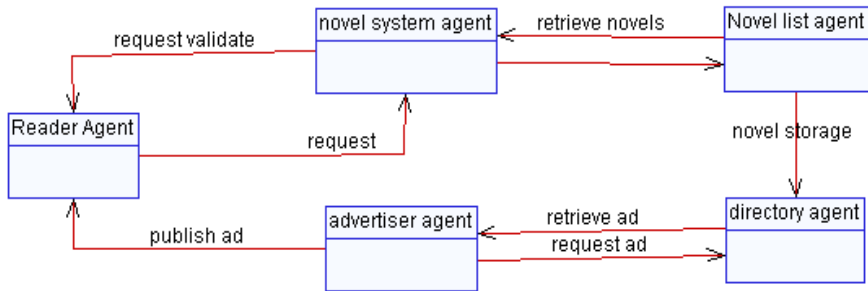 novel system agent
retrieve novels
Novel list agent
request validate
Reader Agent
request
novel storage
advertiser agent
retrieve ad
directory agent
publish ad
request ad